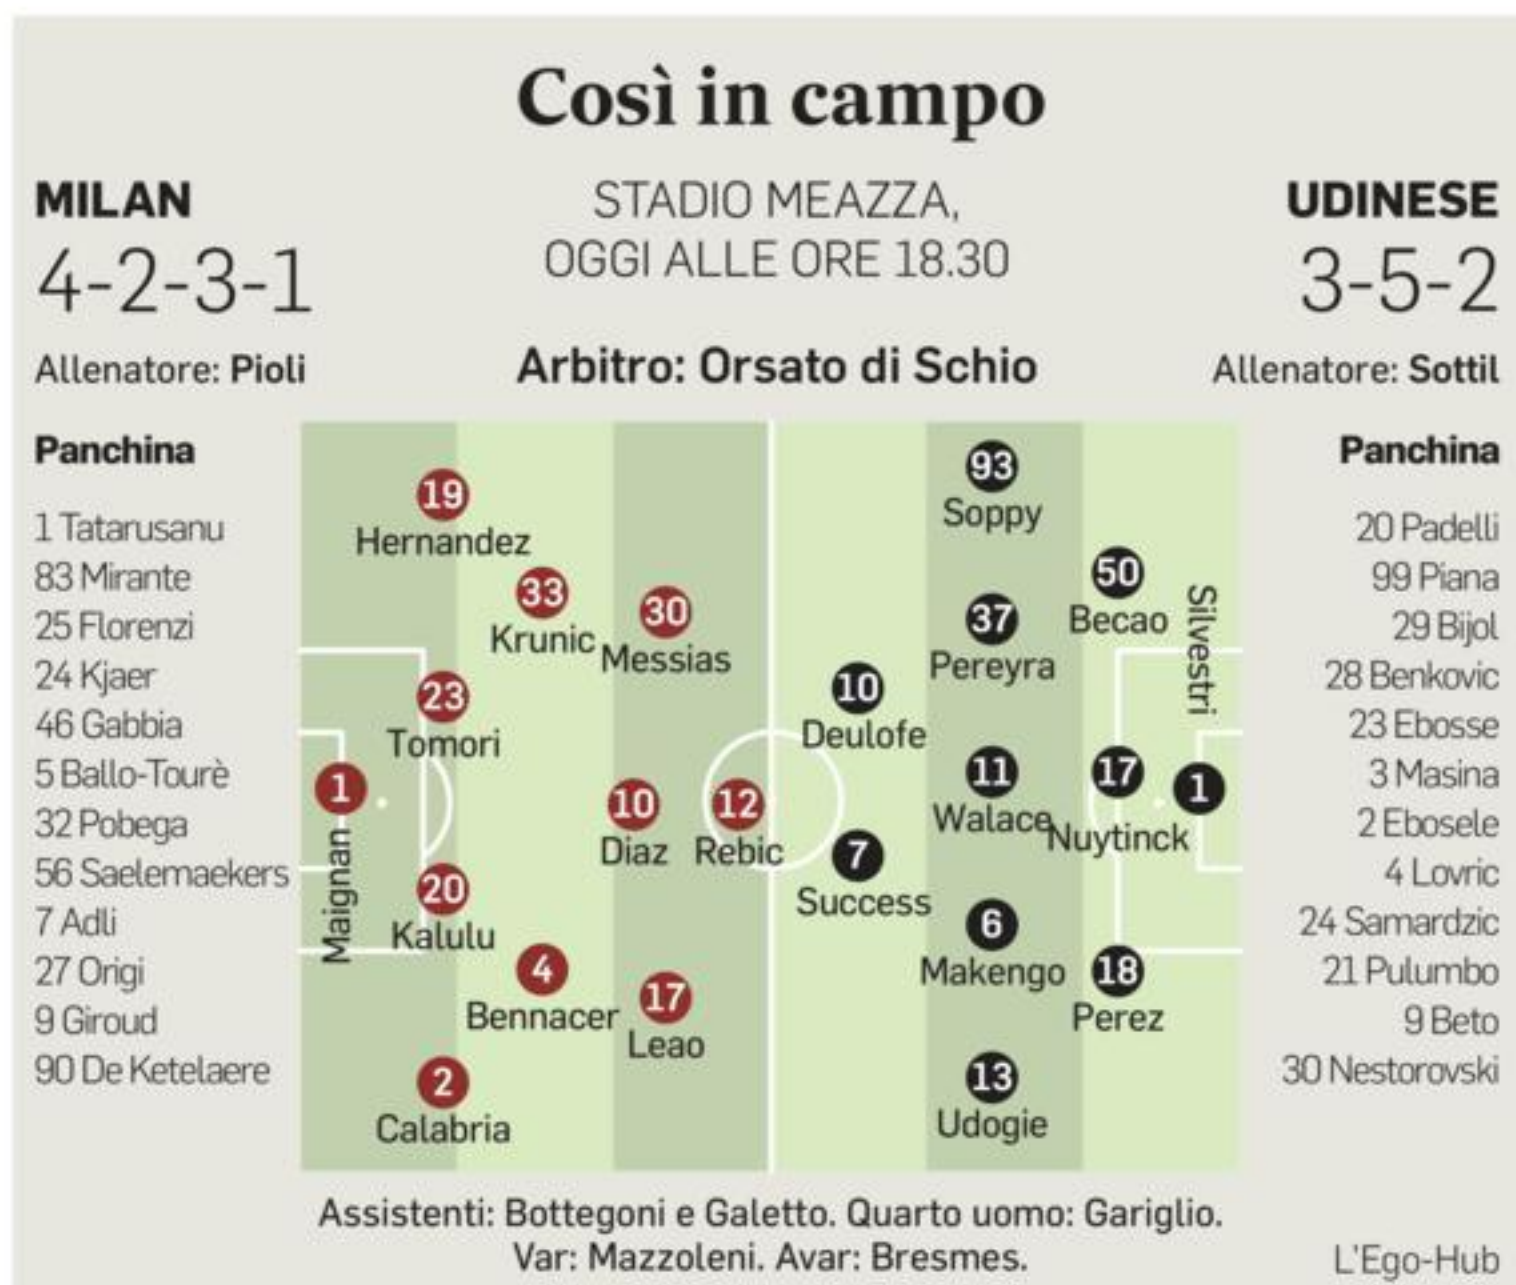 Così in campo
MILAN
4-2-3-1
Allenatore: Pioli
STADIO MEAZZA,
OGGI ALLE ORE 18.30
Arbitro: Orsato di Schio
UDINESE
3-5-2
Allenatore: Sottil
Panchina
1 Tatarusanu
83 Mirante
25 Florenzi
24 Kjaer
46 Gabbia
5 Ballo-Tourè
32 Pobega
56 Saelemaekers
7 Adli
27 Origi
9 Giroud
90 De Ketelaere
1
Maignan
19
Hernandez
23
Tomori
20
Kalulu
2
Calabria
33
Krunic
4
Bennacer
30
Messias
10
Diaz
17
Leao
12
Rebic
10
Deulofe
7
Success
93
Soppy
37
Pereyra
11
Walace
6
Makengo
13
Udogie
50
Becao
17
Nuytinck
18
Perez
1
Silvestri
Panchina
20 Padelli
99 Piana
29 Bijol
28 Benkovic
23 Ebosse
3 Masina
2 Ebosele
4 Lovric
24 Samardzic
21 Pulumbo
9 Beto
30 Nestorovski
Assistenti: Bottegoni e Galetto. Quarto uomo: Gariglio.
Var: Mazzoleni. Avar: Bresmes.
L'Ego-Hub